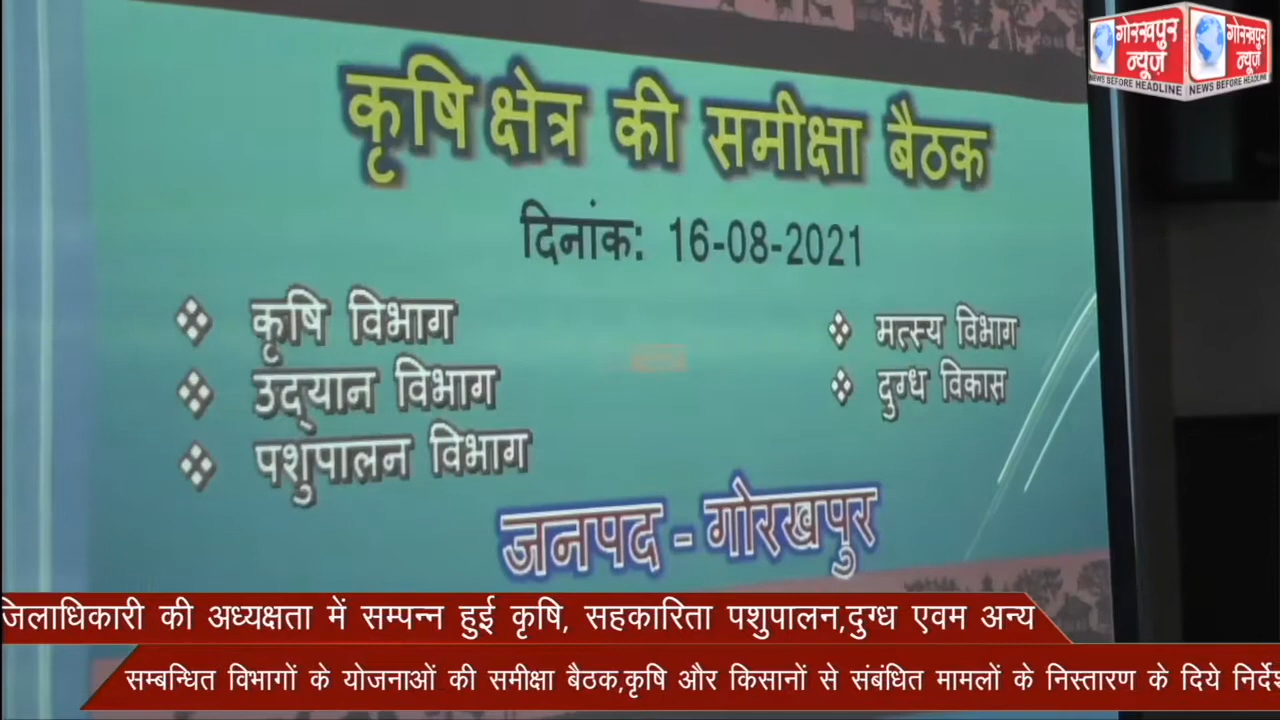 गोरखपुर न्यूज़
NEWS BEFORE HEADLINE
गोरखपुर न्यूज़
NEWS BEFORE HEADLINE
कृषि क्षेत्र की समीक्षा बैठक
दिनांक: 16-08-2021
❖ कृषि विभाग
❖ उद्यान विभाग
❖ पशुपालन विभाग
❖ मत्स्य विभाग
❖ दुग्ध विकास
जनपद - गोरखपुर
जिलाधिकारी की अध्यक्षता में सम्पन्न हुई कृषि, सहकारिता पशुपालन,दुग्ध एवम अन्य
सम्बन्धित विभागों के योजनाओं की समीक्षा बैठक,कृषि और किसानों से संबंधित मामलों के निस्तारण के दिये निर्देश